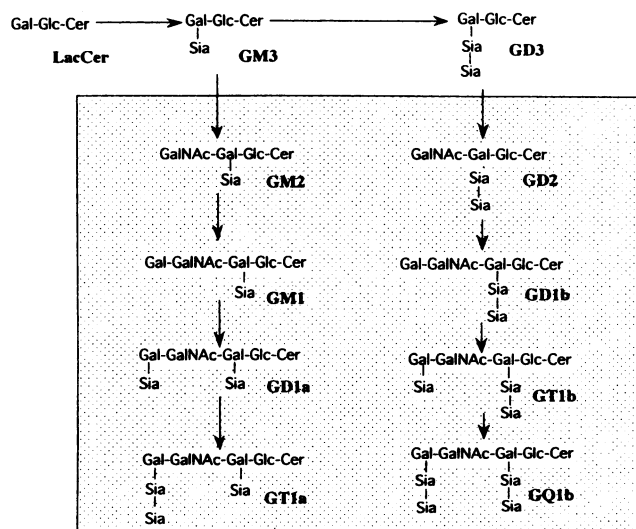 Gal-Glc-Cer
LacCer
Gal-Glc-Cer
Sia
GM3
Gal-Glc-Cer
Sia
Sia
GD3
GalNAc-Gal-Glc-Cer
Sia
GM2
GalNAc-Gal-Glc-Cer
Sia
Sia
GD2
Gal-GalNAc-Gal-Glc-Cer
Sia
GM1
Gal-GalNAc-Gal-Glc-Cer
Sia
Sia
GD1b
Gal-GalNAc-Gal-Glc-Cer
Sia Sia
GD1a
Gal-GalNAc-Gal-Glc-Cer
Sia Sia
Sia
GT1b
Gal-GalNAc-Gal-Glc-Cer
Sia Sia
Sia
GT1a
Gal-GalNAc-Gal-Glc-Cer
Sia Sia
Sia Sia
GQ1b